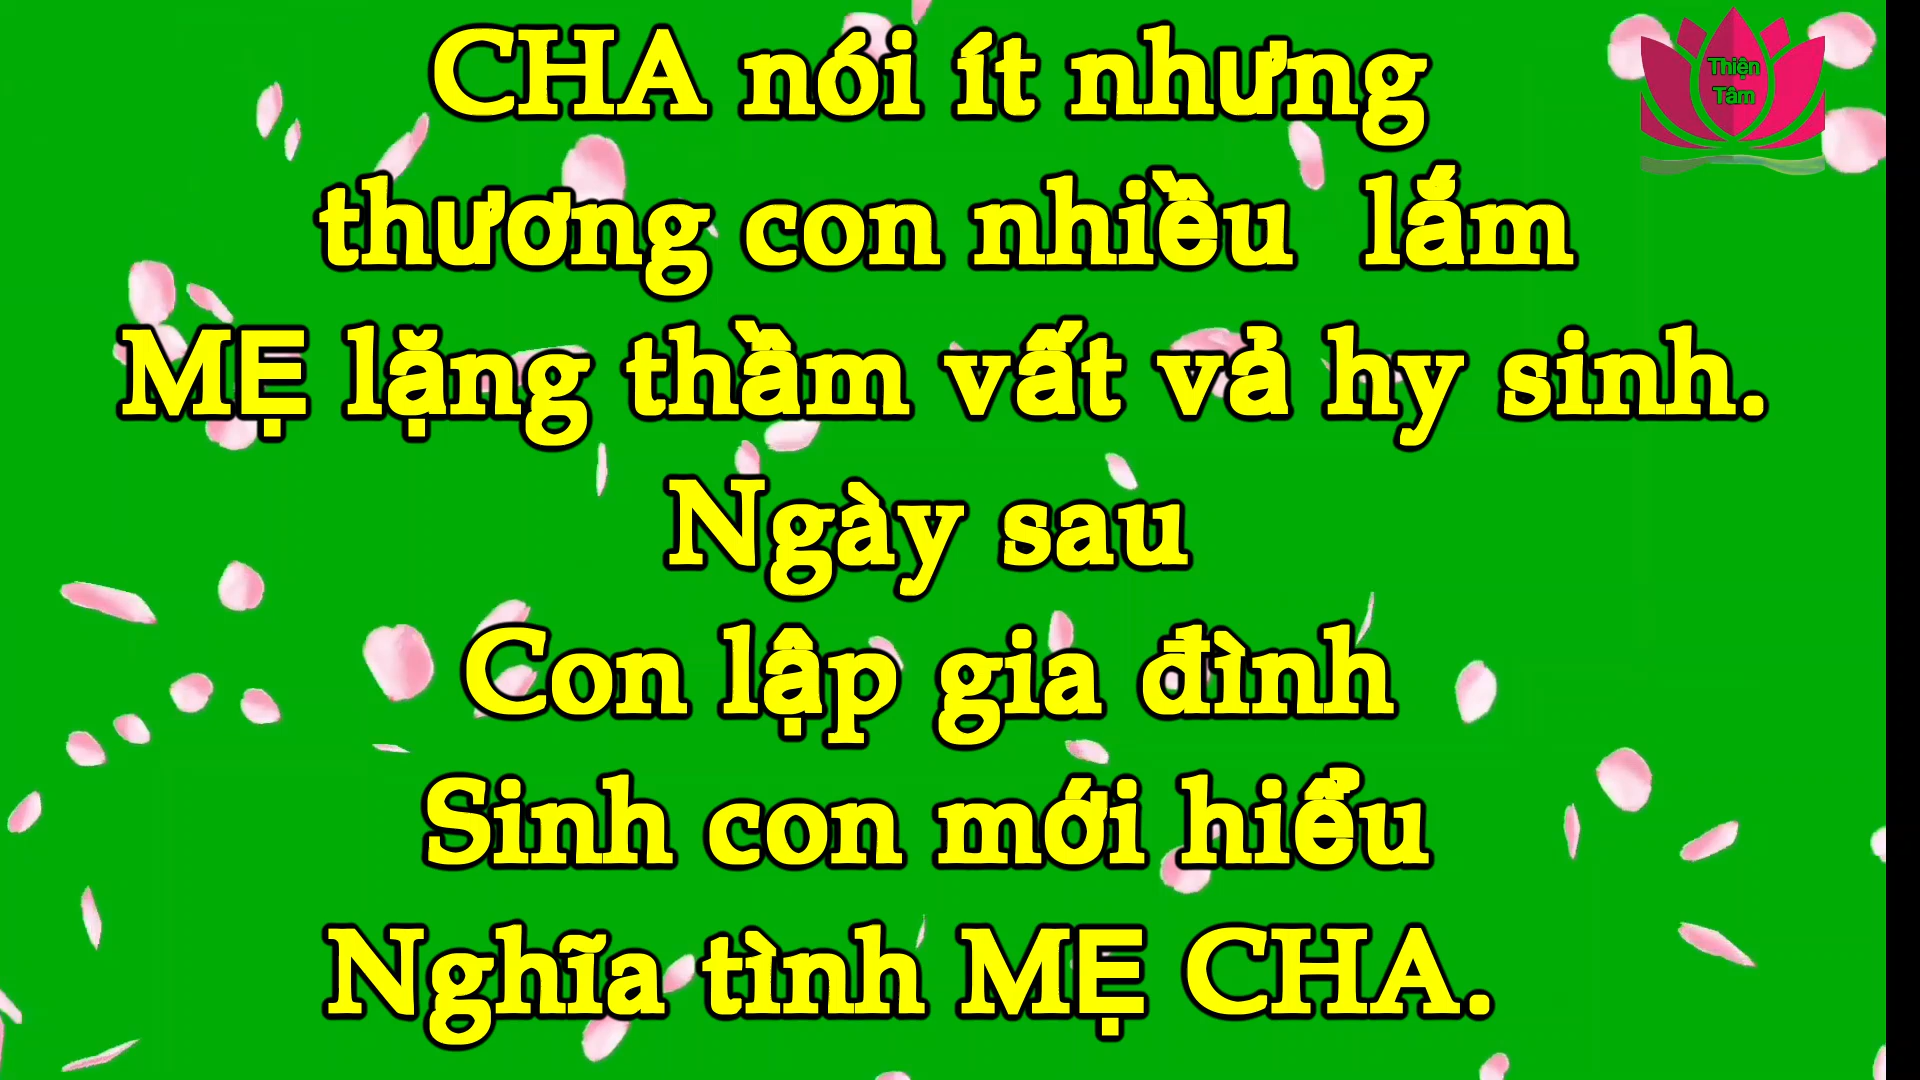 CHA nói ít nhưng
thương con nhiều lắm
MẸ lặng thầm vất vả hy sinh.
Ngày sau
Con lập gia đình
Sinh con mới hiểu
Nghĩa tình MẸ CHA.
Thiện
Tâm